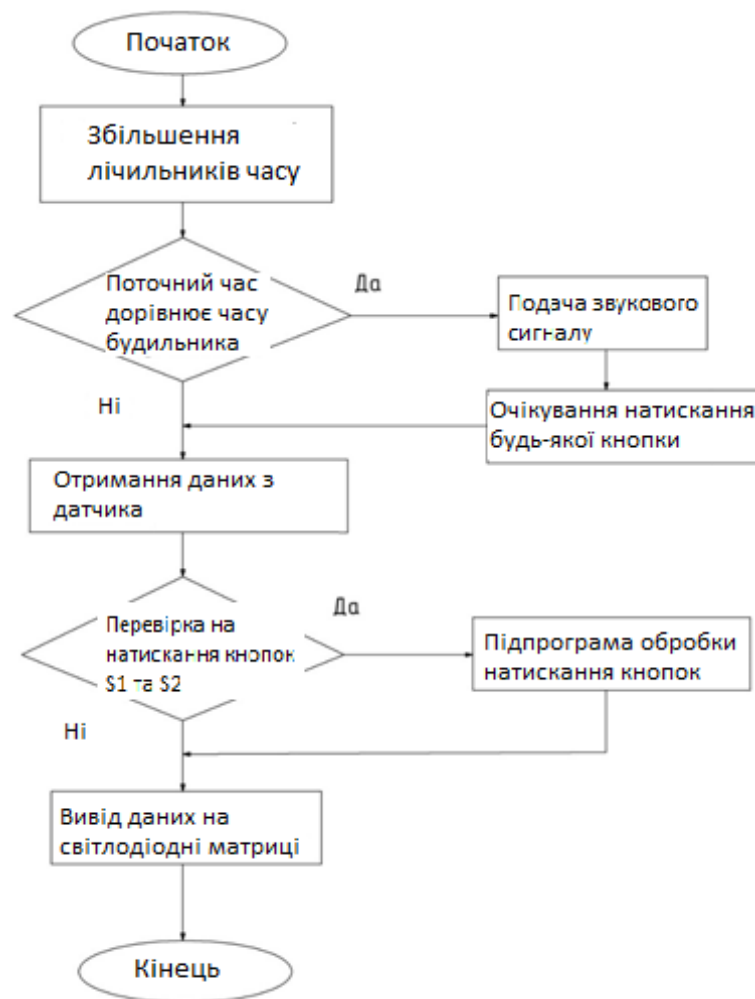 Початок
Збільшення
лічильників часу
Поточний час
дорівнює часу
будильника
Да
Подача звукового
сигналу
Ні
Очікування натискання
будь-якої кнопки
Отримання даних з
датчика
Перевірка на
натискання кнопок
S1 та S2
Да
Підпрограма обробки
натискання кнопок
Ні
Вивід даних на
світлодіодні матриці
Кінець